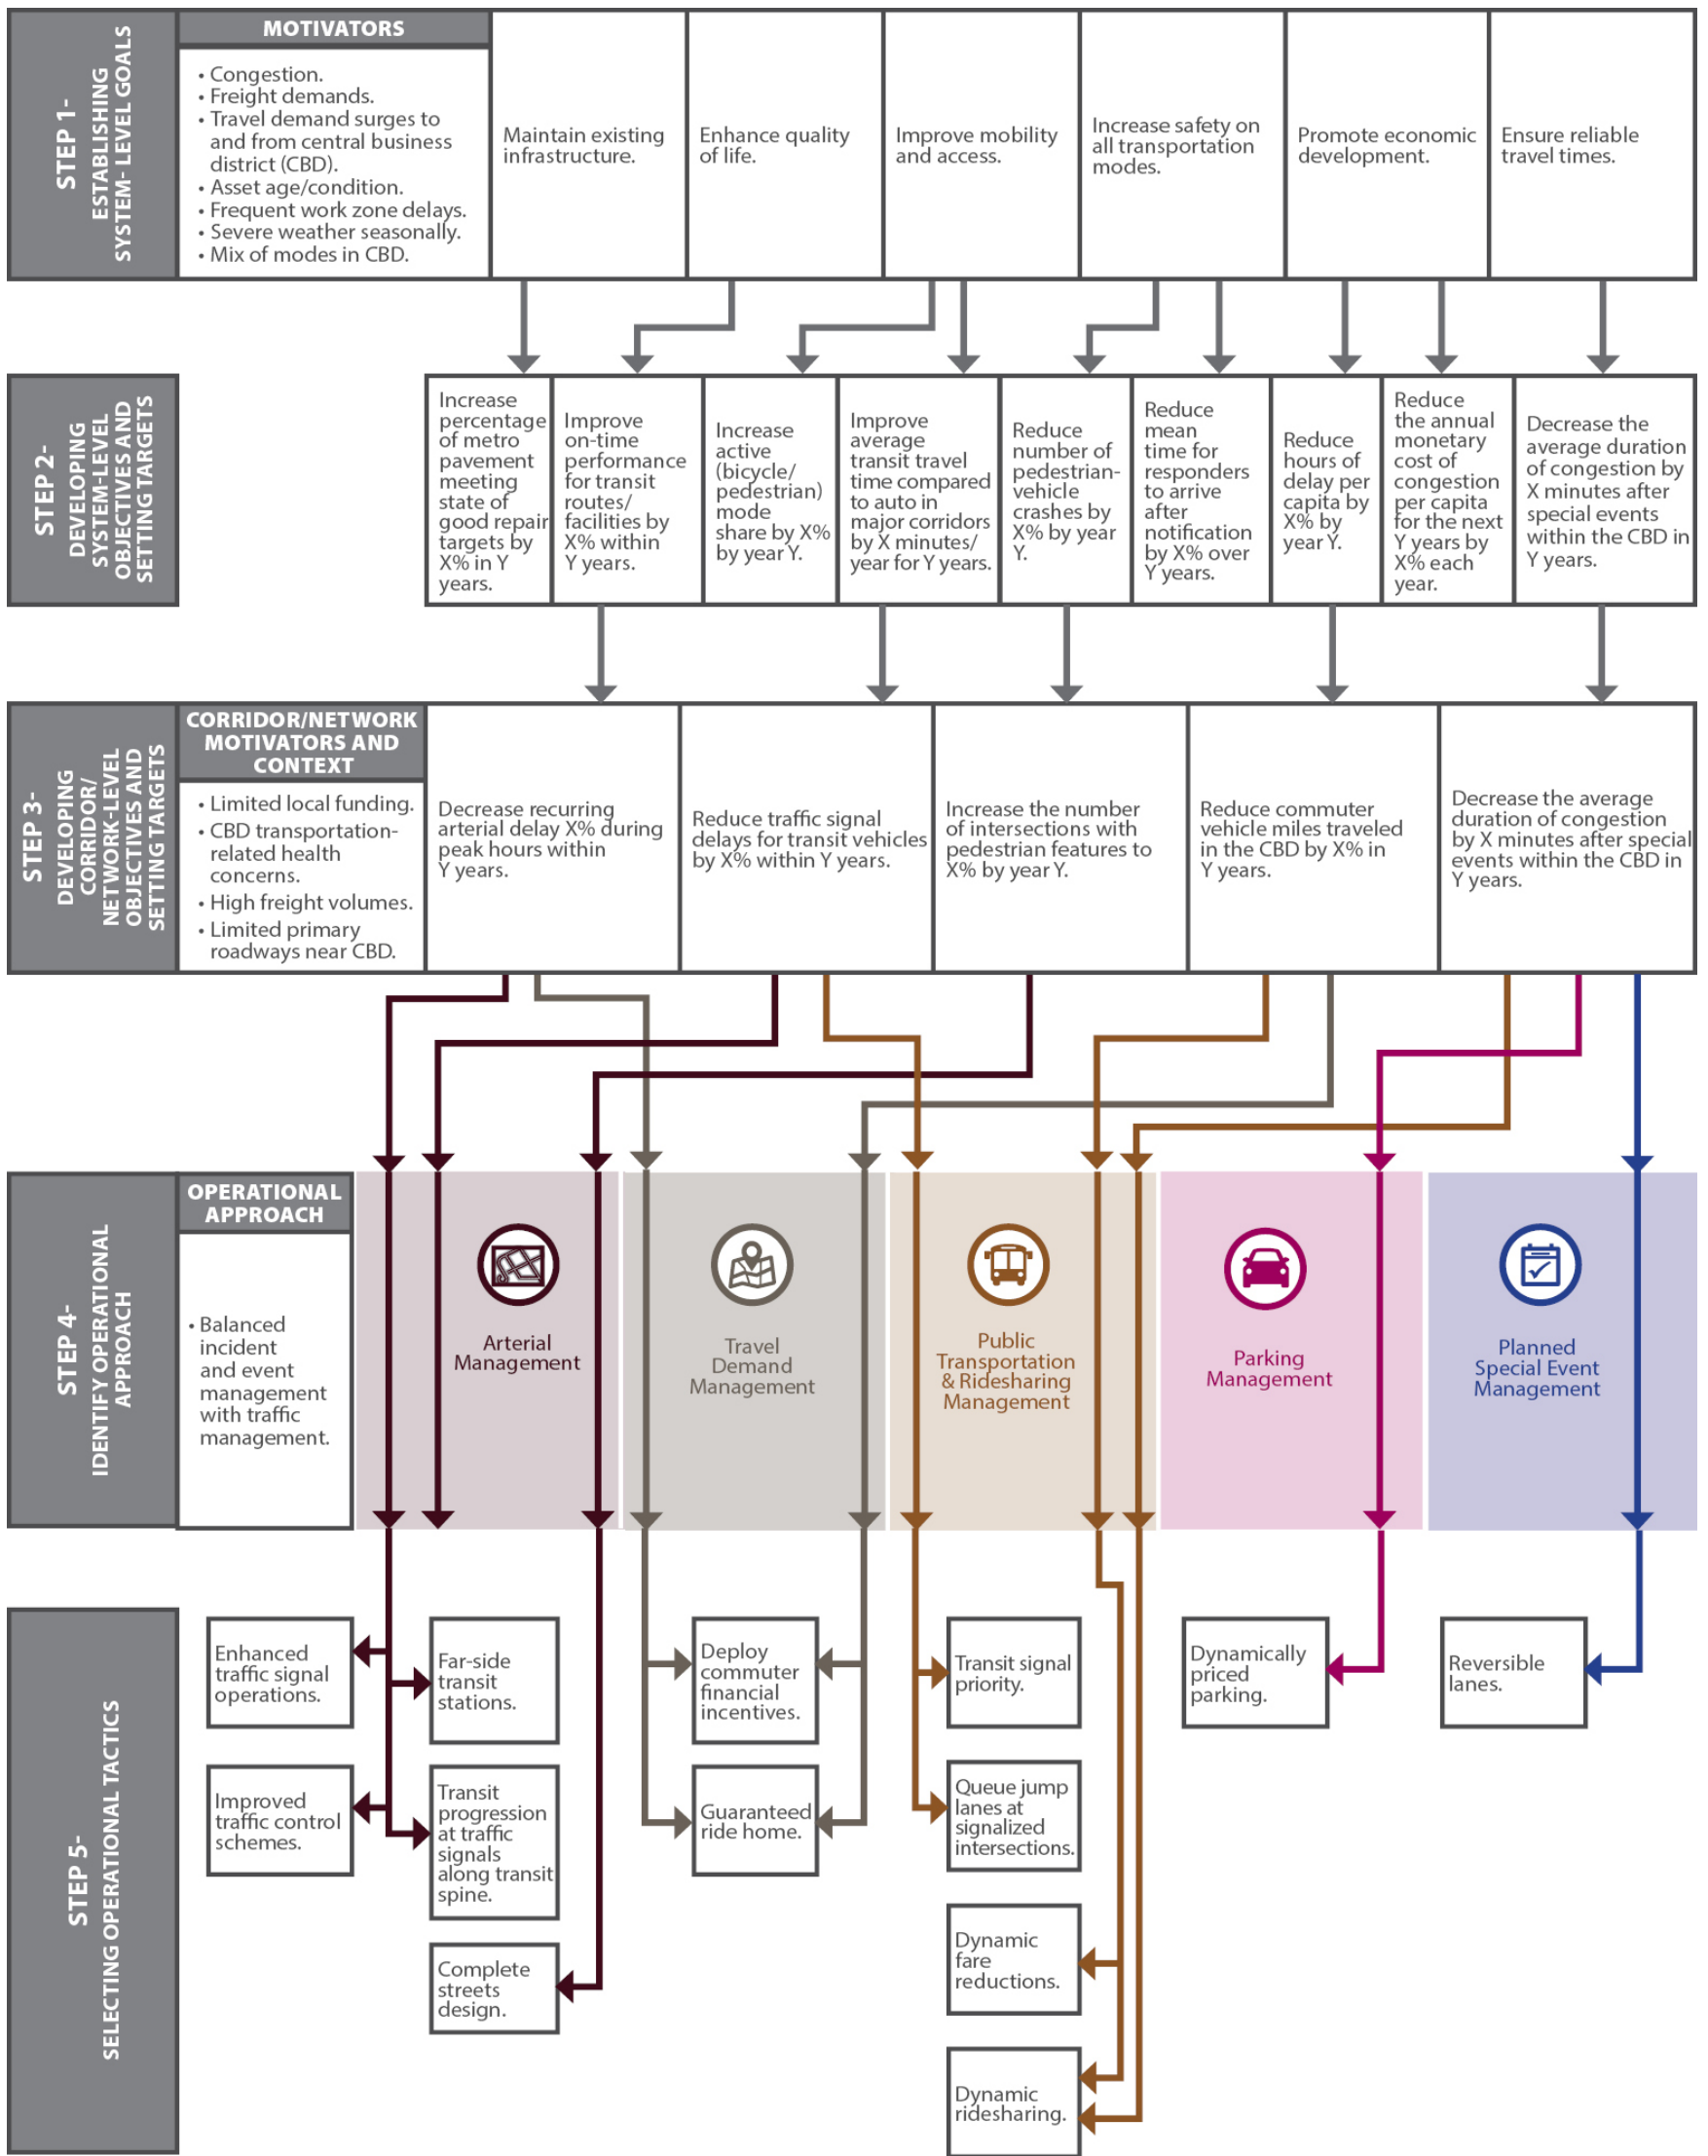 STEP 1-
ESTABLISHING
SYSTEM- LEVEL GOALS
MOTIVATORS
• Congestion.
• Freight demands.
• Travel demand surges to
and from central business
district (CBD).
• Asset age/condition.
• Frequent work zone delays.
• Severe weather seasonally.
• Mix of modes in CBD.
Maintain existing
infrastructure.
Enhance quality
of life.
Improve mobility
and access.
Increase safety on
all transportation
modes.
Promote economic
development.
Ensure reliable
travel times.
STEP 2-
DEVELOPING
SYSTEM-LEVEL
OBJECTIVES AND
SETTING TARGETS
Increase
percentage
of metro
pavement
meeting
state of
good repair
targets by
X% in Y
years.
Improve
on-time
performance
for transit
routes/
facilities by
X% within
Y years.
Increase
active
(bicycle/
pedestrian)
mode
share by X%
by year Y.
Improve
average
transit travel
time compared
to auto in
major corridors
by X minutes/
year for Y years.
Reduce
number of
pedestrian-
vehicle
crashes by
X% by year
Y.
Reduce
mean
time for
responders
to arrive
after
notification
by X% over
Y years.
Reduce
hours of
delay per
capita by
X% by
year Y.
Reduce
the annual
monetary
cost of
congestion
per capita
for the next
Y years by
X% each
year.
Decrease the
average duration
of congestion by
X minutes after
special events
within the CBD in
Y years.
STEP 3-
DEVELOPING
CORRIDOR/
NETWORK-LEVEL
OBJECTIVES AND
SETTING TARGETS
CORRIDOR/NETWORK
MOTIVATORS AND
CONTEXT
• Limited local funding.
• CBD transportation-
related health
concerns.
• High freight volumes.
• Limited primary
roadways near CBD.
Decrease recurring
arterial delay X% during
peak hours within
Y years.
Reduce traffic signal
delays for transit vehicles
by X% within Y years.
Increase the number
of intersections with
pedestrian features to
X% by year Y.
Reduce commuter
vehicle miles traveled
in the CBD by X% in
Y years.
Decrease the average
duration of congestion
by X minutes after special
events within the CBD in
Y years.
STEP 4-
IDENTIFY OPERATIONAL
APPROACH
OPERATIONAL
APPROACH
• Balanced
incident
and event
management
with traffic
management.
Arterial
Management
Travel
Demand
Management
Public
Transportation
& Ridesharing
Management
Parking
Management
Planned
Special Event
Management
STEP 5-
SELECTING OPERATIONAL TACTICS
Enhanced
traffic signal
operations.
Far-side
transit
stations.
Deploy
commuter
financial
incentives.
Transit signal
priority.
Dynamically
priced
parking.
Reversible
lanes.
Improved
traffic control
schemes.
Transit
progression
at traffic
signals
along transit
spine.
Guaranteed
ride home.
Queue jump
lanes at
signalized
intersections.
Complete
streets
design.
Dynamic
fare
reductions.
Dynamic
ridesharing.